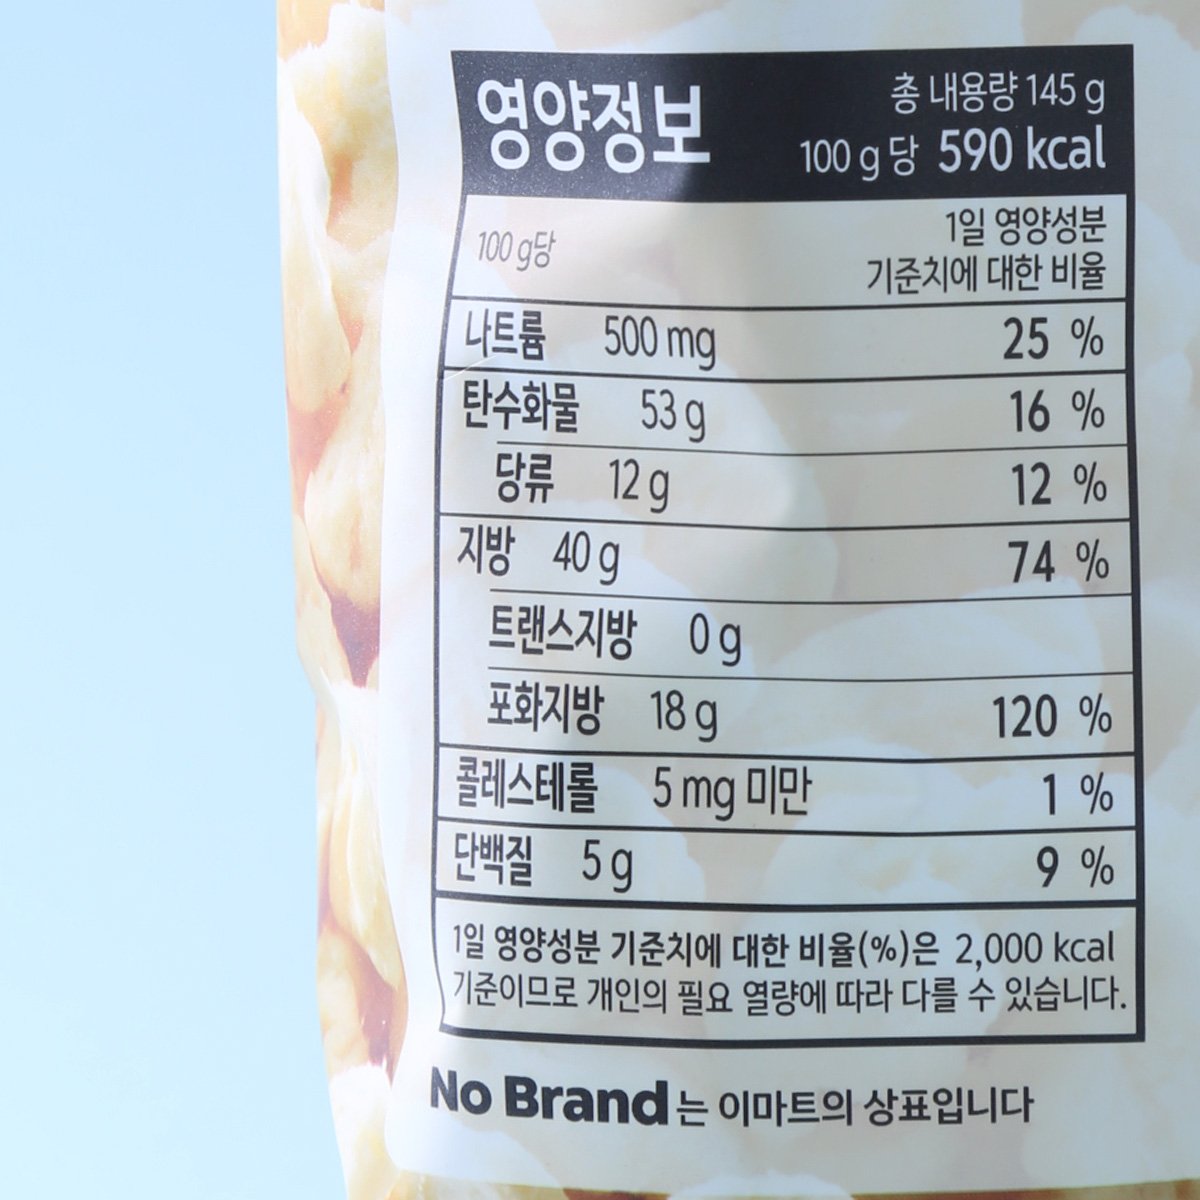 영양정보
총 내용량 145 g
100 g 당 590 kcal
100 g당
1일 영양성분
기준치에 대한 비율
나트륨 500 mg 25 %
탄수화물 53 g 16 %
당류 12 g 12 %
지방 40 g 74 %
트랜스지방 0 g
포화지방 18 g 120 %
콜레스테롤 5 mg 미만 1 %
단백질 5 g 9 %
1일 영양성분 기준치에 대한 비율(%)은 2,000 kcal
기준이므로 개인의 필요 열량에 따라 다를 수 있습니다.
No Brand는 이마트의 상표입니다